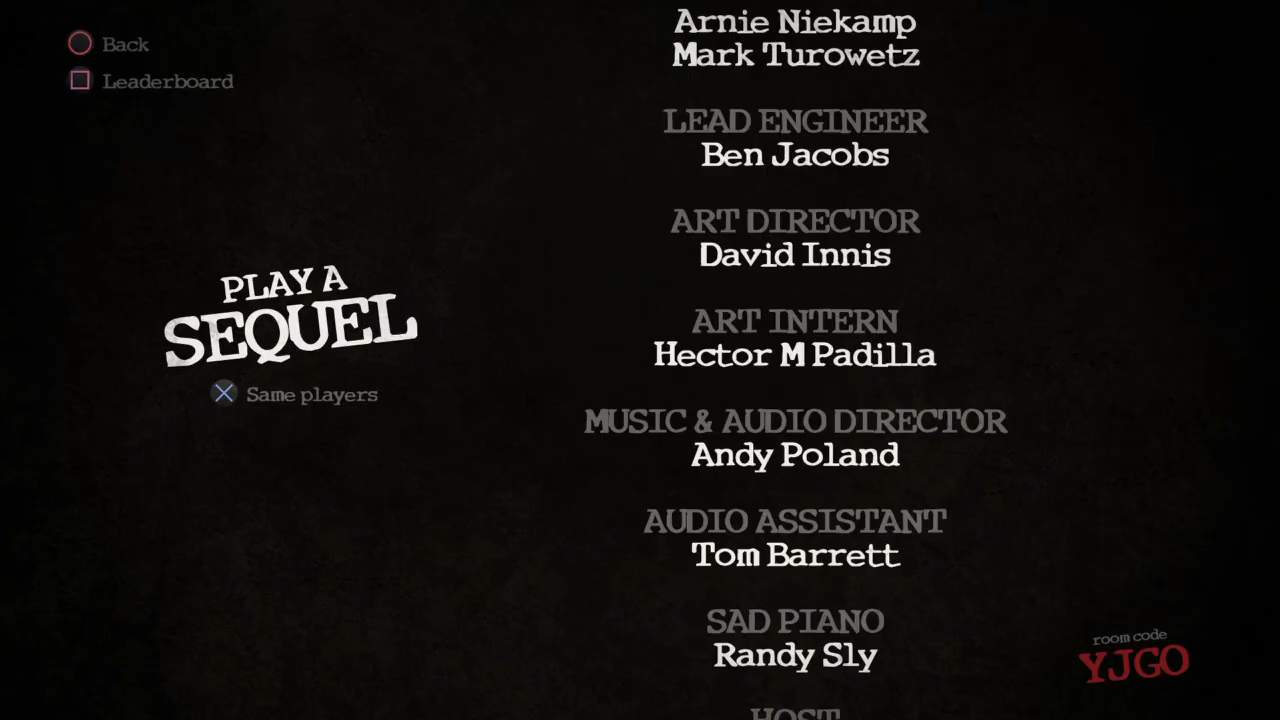 Back
Leaderboard
PLAY A
SEQUEL
Same players
Arnie Niekamp
Mark Turowetz
LEAD ENGINEER
Ben Jacobs
ART DIRECTOR
David Innis
ART INTERN
Hector M Padilla
MUSIC & AUDIO DIRECTOR
Andy Poland
AUDIO ASSISTANT
Tom Barrett
SAD PIANO
Randy Sly
HOST
room code
YJGO